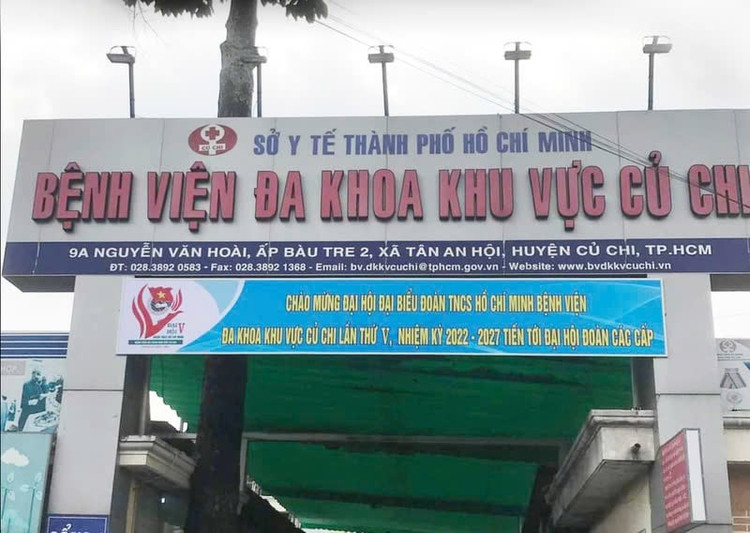 CỦ CHI
SỞ Y TẾ THÀNH PHỐ HỒ CHÍ MINH
BỆNH VIỆN ĐA KHOA KHU VỰC CỦ CHI
9A NGUYỄN VĂN HOÀI, ẤP BÀU TRE 2, XÃ TÂN AN HỘI, HUYỆN CỦ CHI, TP.HCM
ĐT: 028.3892 0583 - Fax: 028.3892 1368 - Email: bv.dkkvcuchi@tphcm.gov.vn - Website: www.bvdkkvcuchi.vn
CHÀO MỪNG ĐẠI HỘI ĐẠI BIỂU ĐOÀN TNCS HỒ CHÍ MINH BỆNH VIỆN
ĐA KHOA KHU VỰC CỦ CHI LẦN THỨ V, NHIỆM KỲ 2022 - 2027 TIẾN TỚI ĐẠI HỘI ĐOÀN CÁC CẤP
ĐẠI
HỘI V